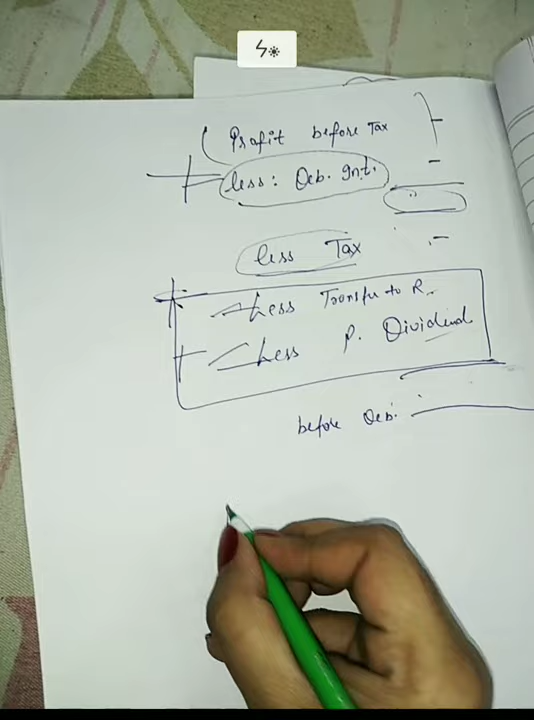 Profit before Tax
less: Deb. Int.
less Tax
Less Transfer to R.
Less P. Dividend
before Deb.